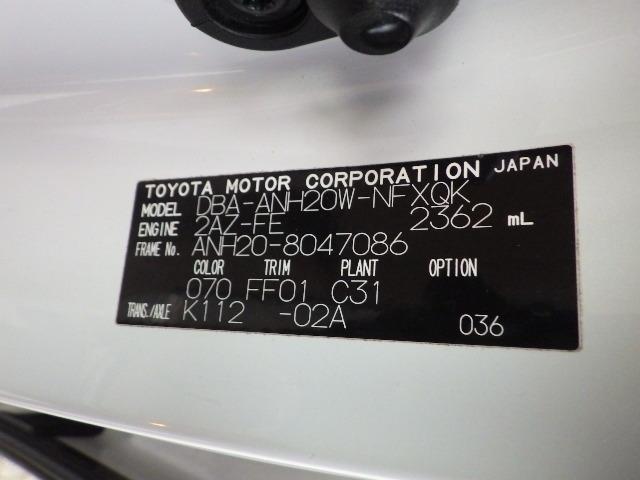 TOYOTA MOTOR CORPORATION JAPAN
MODEL DBA-ANH20W-NFXQK
ENGINE 2AZ-FE 2362 mL
FRAME No. ANH20-8047086
COLOR TRIM PLANT OPTION
070 FF01 C31
TRANS./AXLE K112 -02A 036